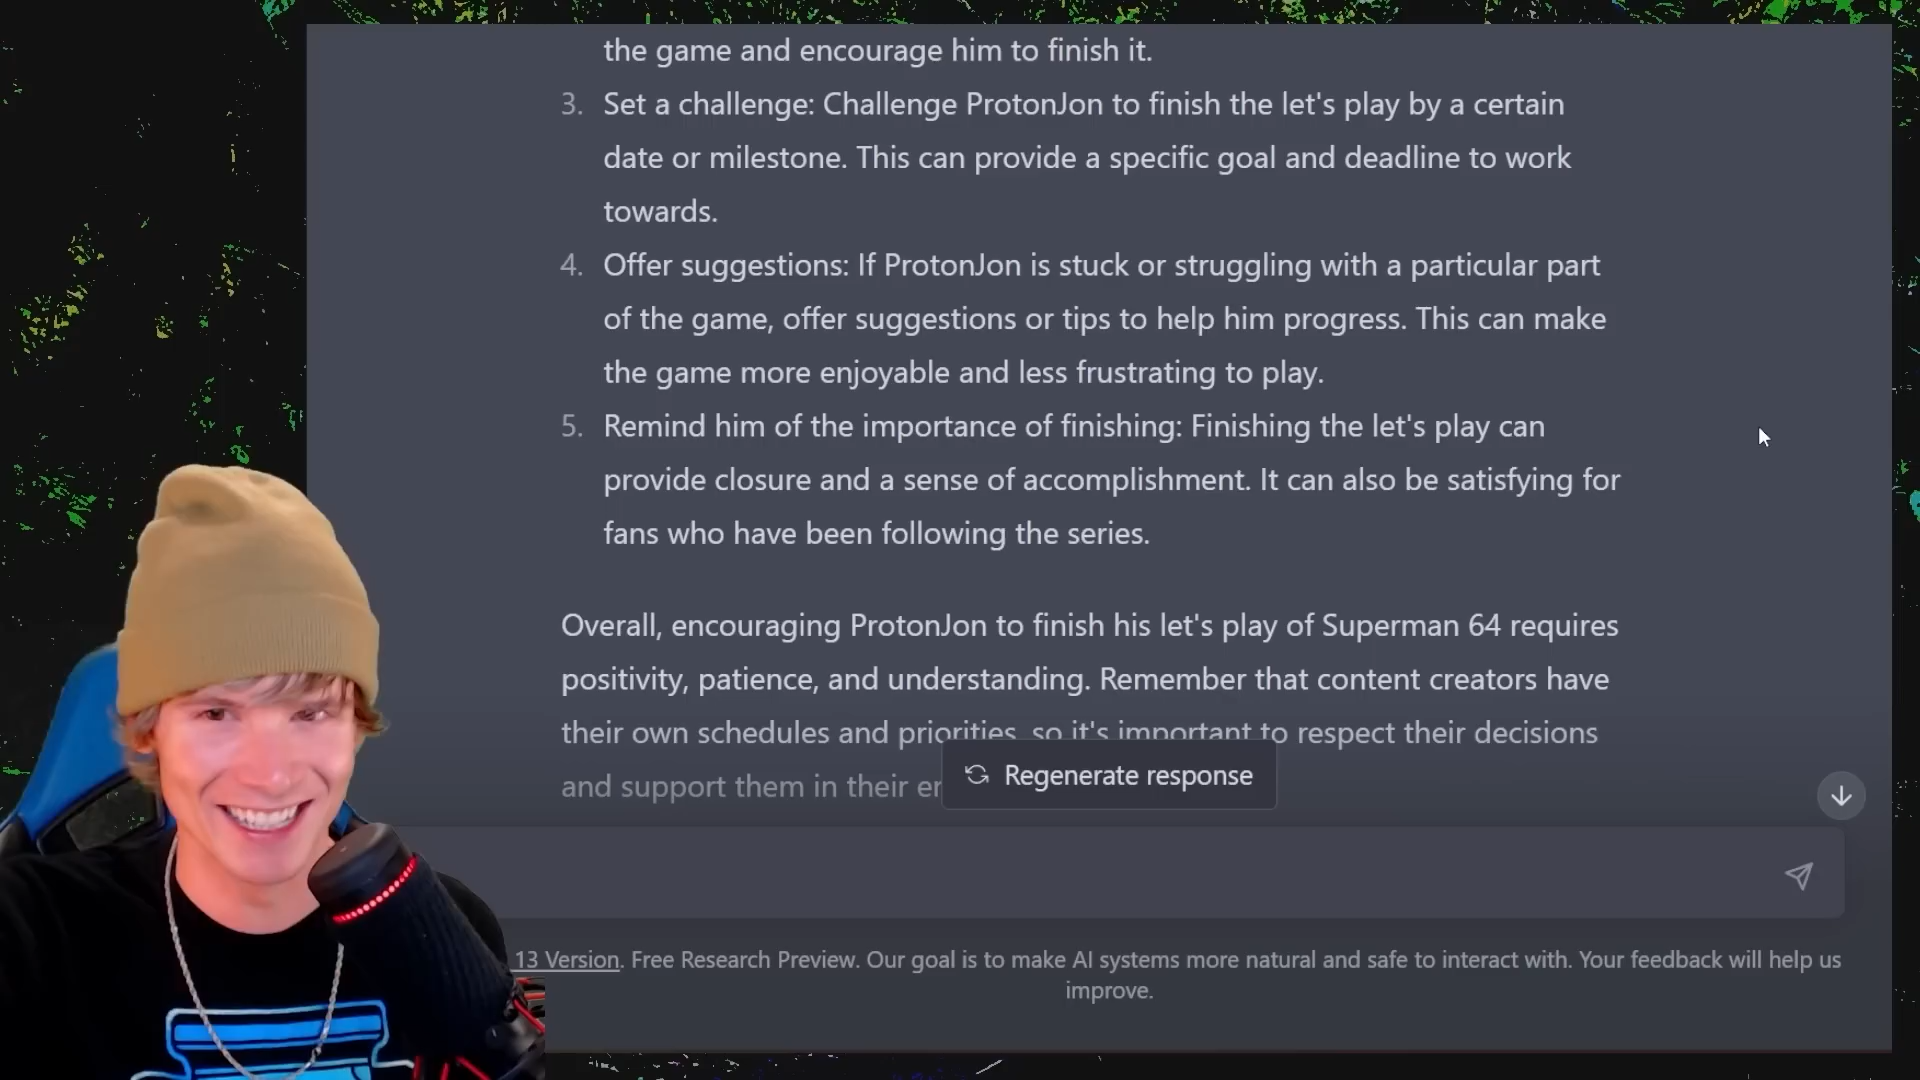 the game and encourage him to finish it.
3. Set a challenge: Challenge ProtonJon to finish the let's play by a certain
date or milestone. This can provide a specific goal and deadline to work
towards.
4. Offer suggestions: If ProtonJon is stuck or struggling with a particular part
of the game, offer suggestions or tips to help him progress. This can make
the game more enjoyable and less frustrating to play.
5. Remind him of the importance of finishing: Finishing the let's play can
provide closure and a sense of accomplishment. It can also be satisfying for
fans who have been following the series.
Overall, encouraging ProtonJon to finish his let's play of Superman 64 requires
positivity, patience, and understanding. Remember that content creators have
their own schedules and priorities, so it's important to respect their decisions
and support them in their
Regenerate response
13 Version. Free Research Preview. Our goal is to make AI systems more natural and safe to interact with. Your feedback will help us
improve.